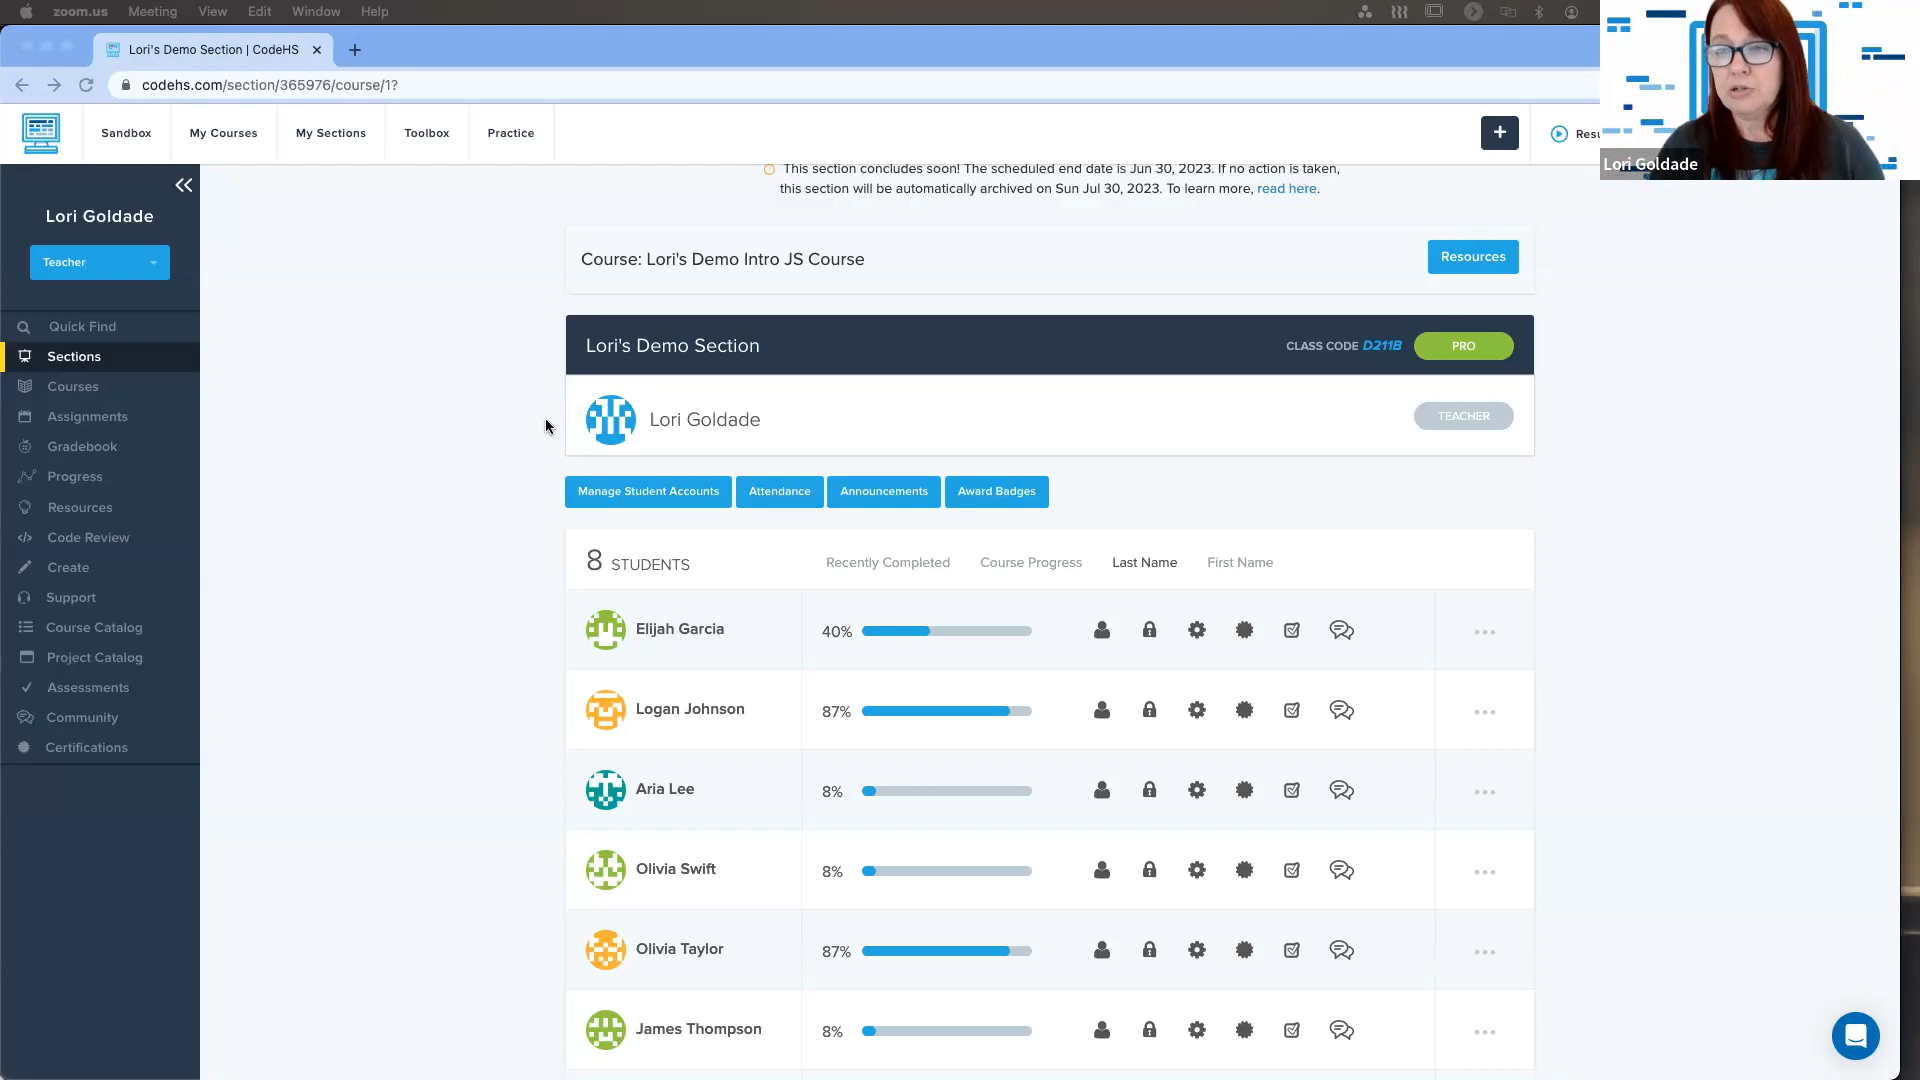 zoom.us Meeting View Edit Window Help
Lori's Demo Section | CodeHS
codehs.com/section/365976/course/1?
Sandbox My Courses My Sections Toolbox Practice
+
Lori Goldade
This section concludes soon! The scheduled end date is Jun 30, 2023. If no action is taken,
this section will be automatically archived on Sun Jul 30, 2023. To learn more, read here.
Lori Goldade
Teacher
Quick Find
Sections
Courses
Assignments
Gradebook
Progress
Resources
Code Review
Create
Support
Course Catalog
Project Catalog
Assessments
Community
Certifications
Course: Lori's Demo Intro JS Course Resources
Lori's Demo Section CLASS CODE D211B PRO
Lori Goldade TEACHER
Manage Student Accounts Attendance Announcements Award Badges
8 STUDENTS Recently Completed Course Progress Last Name First Name
Elijah Garcia 40%
Logan Johnson 87%
Aria Lee 8%
Olivia Swift 8%
Olivia Taylor 87%
James Thompson 8%